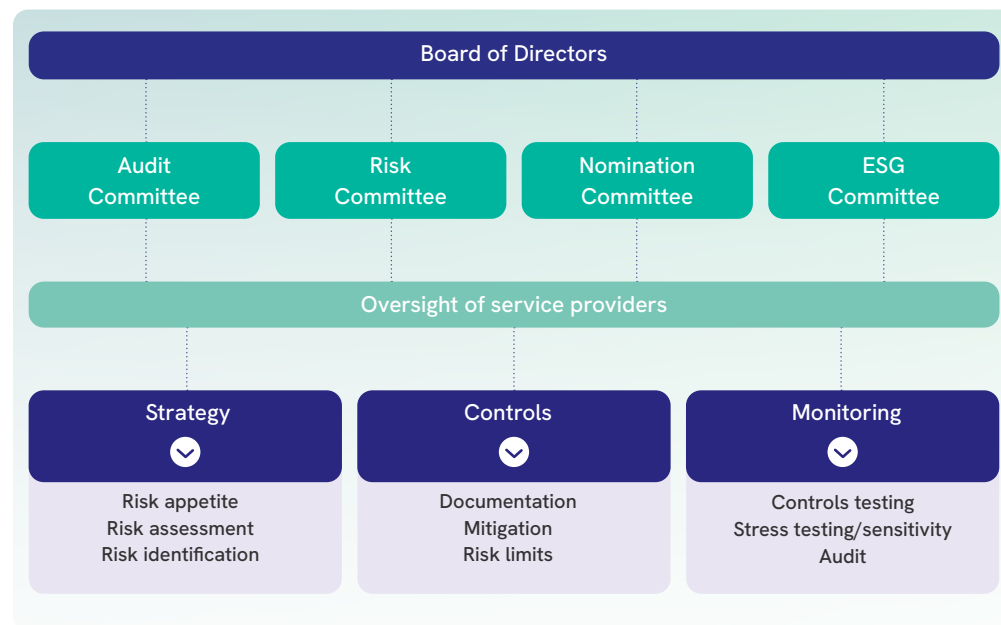 Board of Directors
Audit
Committee
Risk
Committee
Nomination
Committee
ESG
Committee
Oversight of service providers
Strategy
Risk appetite
Risk assessment
Risk identification
Controls
Documentation
Mitigation
Risk limits
Monitoring
Controls testing
Stress testing/sensitivity
Audit